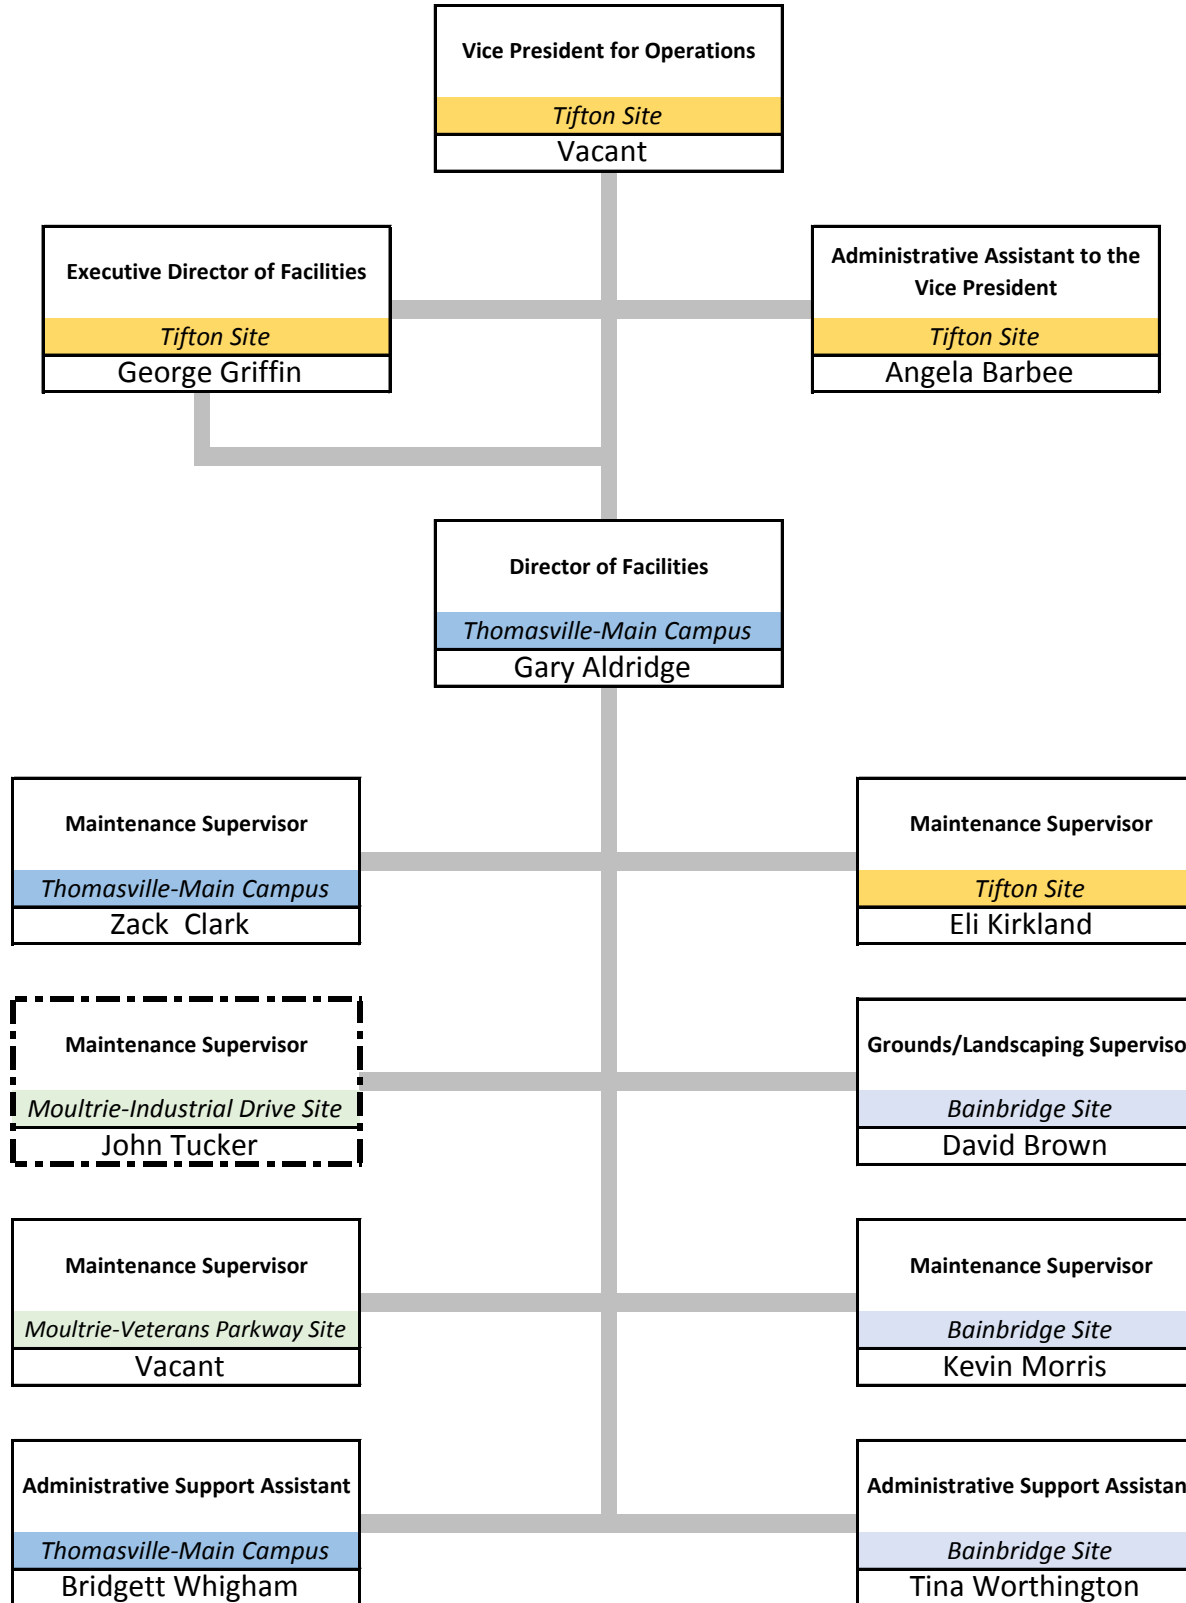 Vice President for Operations
Tifton Site
Vacant
Executive Director of Facilities
Tifton Site
George Griffin
Administrative Assistant to the
Vice President
Tifton Site
Angela Barbee
Director of Facilities
Thomasville-Main Campus
Gary Aldridge
Maintenance Supervisor
Thomasville-Main Campus
Zack  Clark
Maintenance Supervisor
Tifton Site
Eli Kirkland
Maintenance Supervisor
Moultrie-Industrial Drive Site
John Tucker
Grounds/Landscaping Superviso
Bainbridge Site
David Brown
Maintenance Supervisor
Moultrie-Veterans Parkway Site
Vacant
Maintenance Supervisor
Bainbridge Site
Kevin Morris
Administrative Support Assistant
Thomasville-Main Campus
Bridgett Whigham
Administrative Support Assistan
Bainbridge Site
Tina Worthington